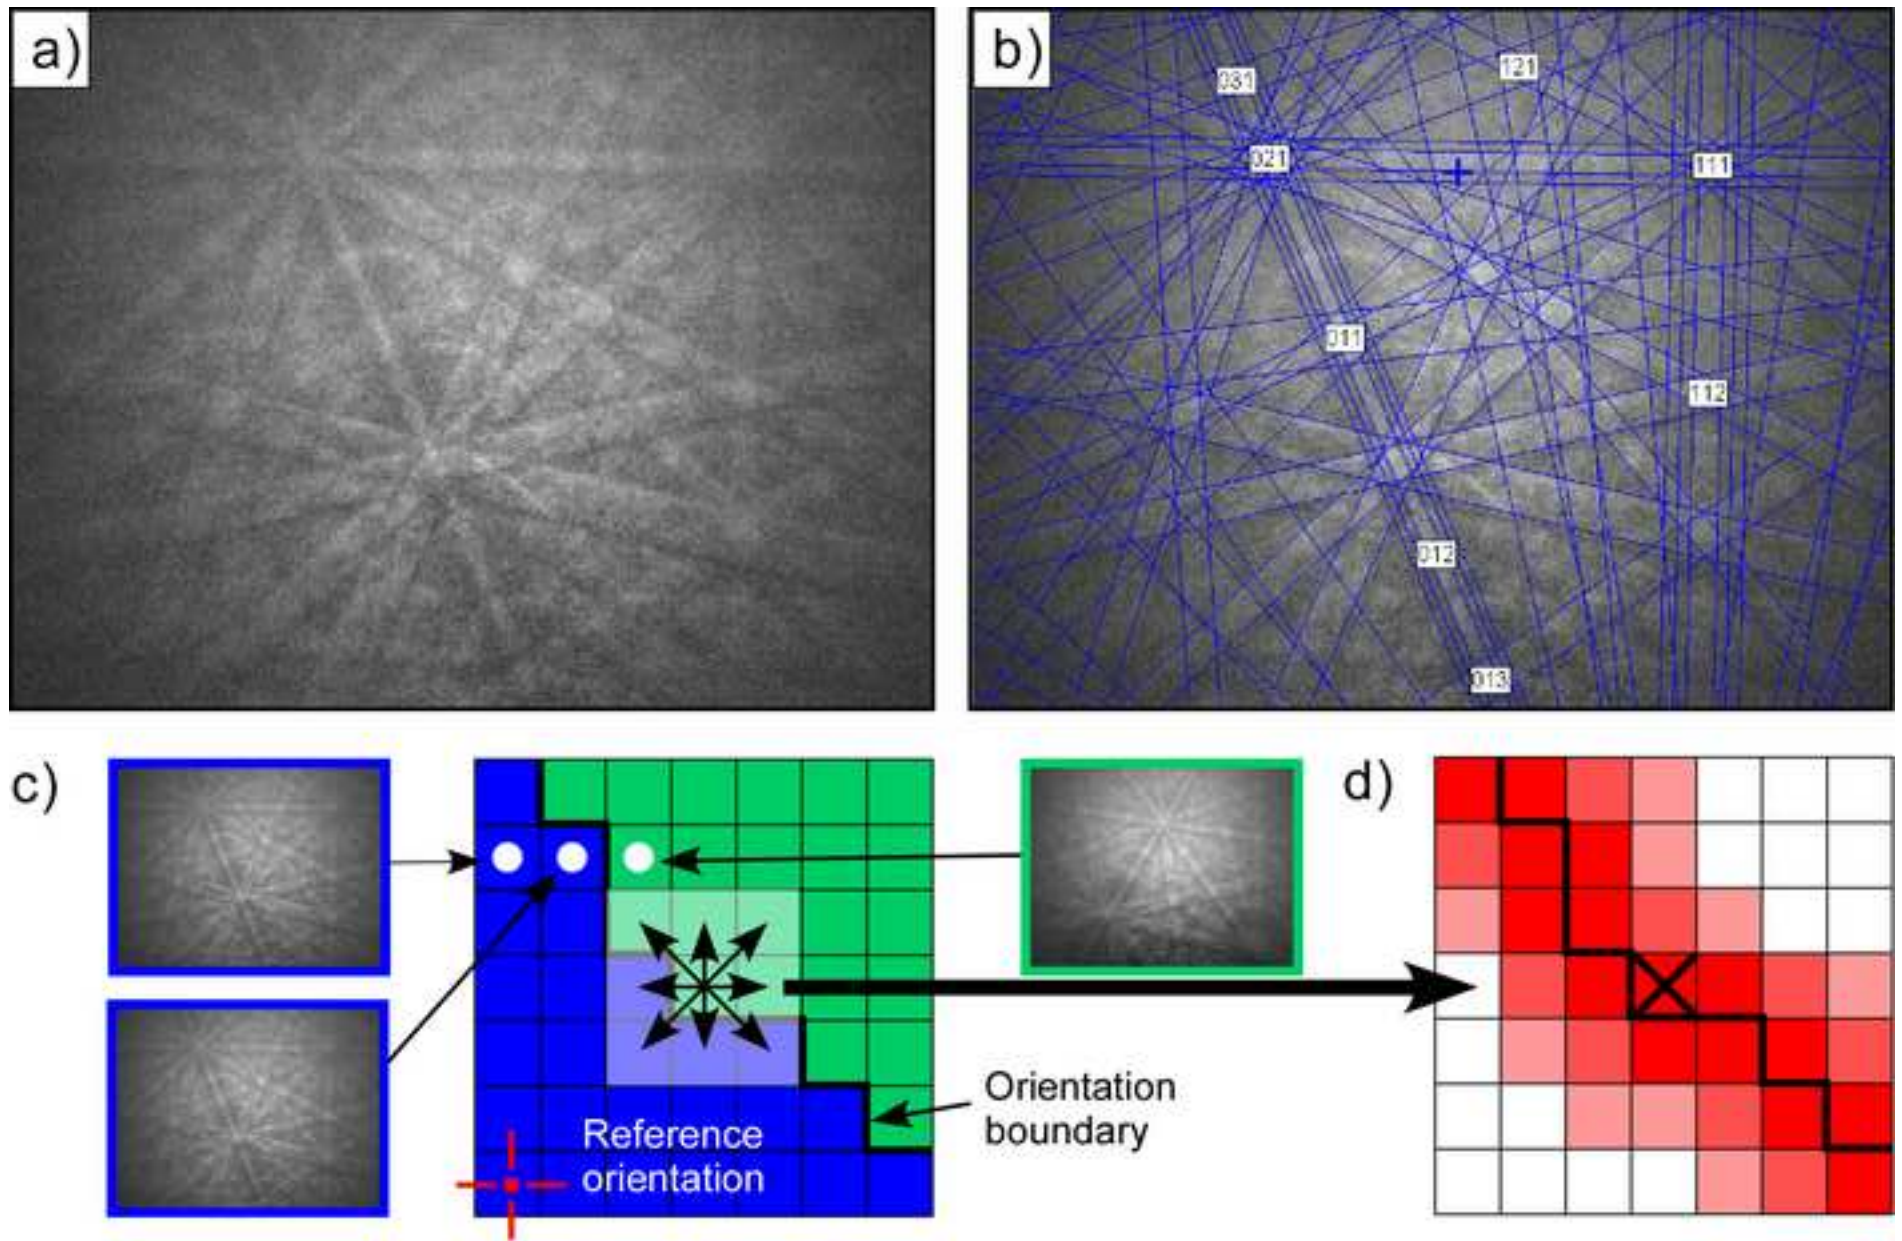 a)
b)
031
121
021
111
011
112
012
013
c)
d)
Reference
orientation
Orientation
boundary